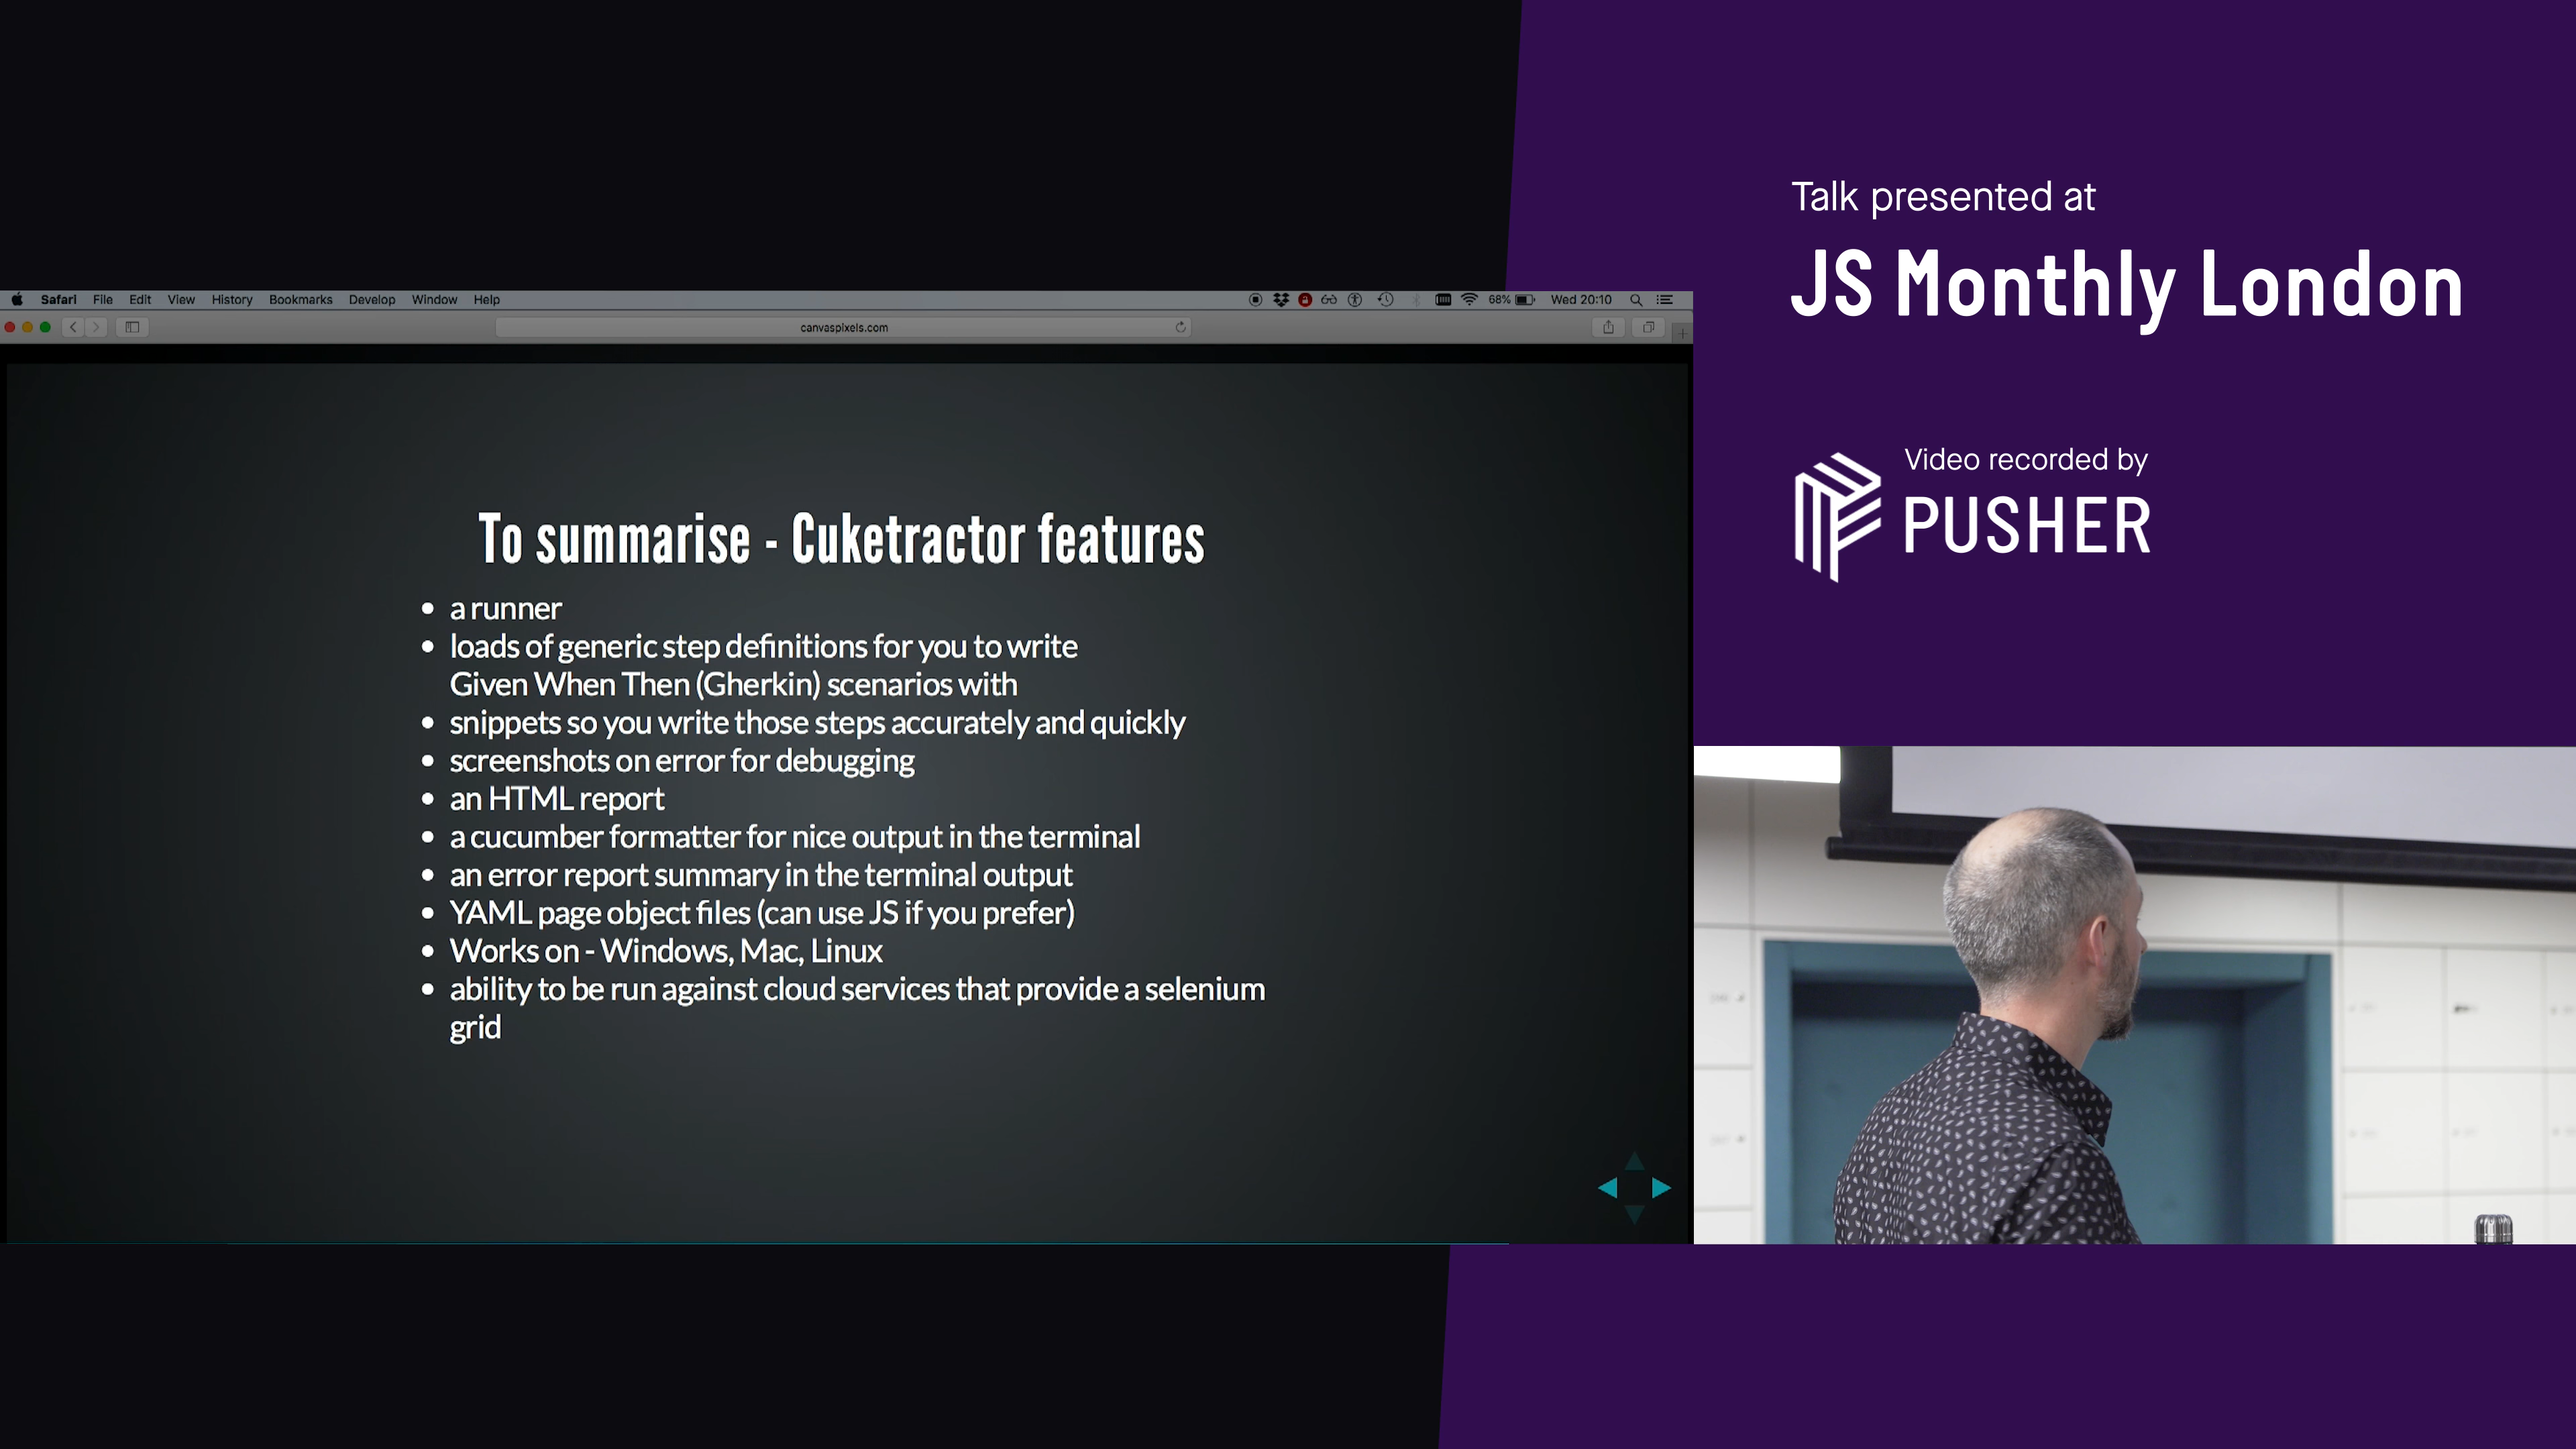 Talk presented at
JS Monthly London
Video recorded by
PUSHER
Safari File Edit View History Bookmarks Develop Window Help 68% Wed 20:10
canvaspixels.com
To summarise - Cuketractor features
• a runner
• loads of generic step definitions for you to write
Given When Then (Gherkin) scenarios with
• snippets so you write those steps accurately and quickly
• screenshots on error for debugging
• an HTML report
• a cucumber formatter for nice output in the terminal
• an error report summary in the terminal output
• YAML page object files (can use JS if you prefer)
• Works on - Windows, Mac, Linux
• ability to be run against cloud services that provide a selenium
grid